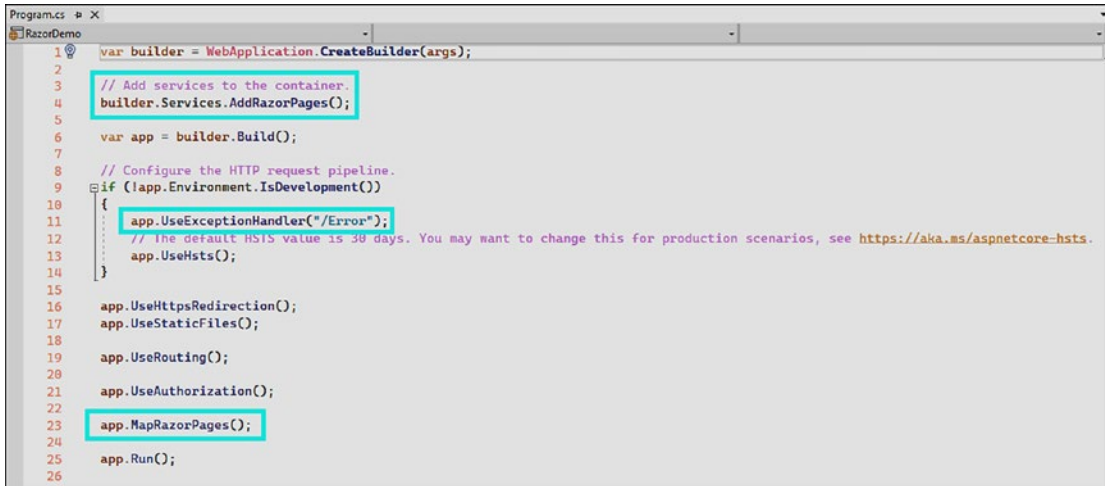 Program.cs
RazorDemo
1 var builder = WebApplication.CreateBuilder(args);
2
3 // Add services to the container.
4 builder.Services.AddRazorPages();
5
6 var app = builder.Build();
7
8 // Configure the HTTP request pipeline.
9 if (!app.Environment.IsDevelopment())
10 {
11 app.UseExceptionHandler("/Error");
12 // The default HSTS value is 30 days. You may want to change this for production scenarios, see https://aka.ms/aspnetcore-hsts.
13 app.UseHsts();
14 }
15
16 app.UseHttpsRedirection();
17 app.UseStaticFiles();
18
19 app.UseRouting();
20
21 app.UseAuthorization();
22
23 app.MapRazorPages();
24
25 app.Run();
26